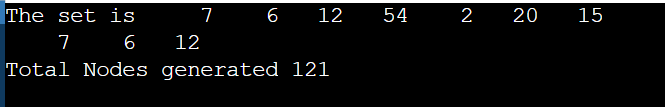 The set is 7 6 12 54 2 20 15
7 6 12
Total Nodes generated 121